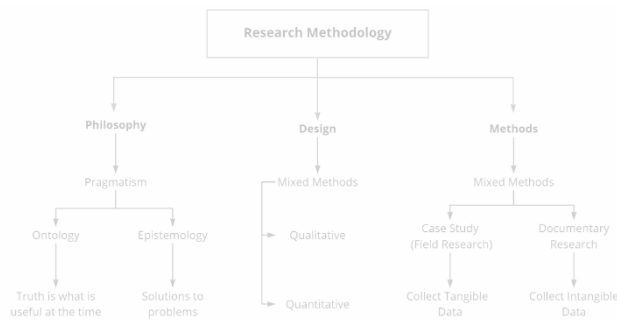 Research Methodology
Philosophy
Design
Methods
Pragmatism
Mixed Methods
Mixed Methods
Ontology
Epistemology
Qualitative
Case Study
(Field Research)
Documentary
Research
Truth is what is
useful at the time
Solutions to
problems
Quantitative
Collect Tangible
Data
Collect Intangible
Data